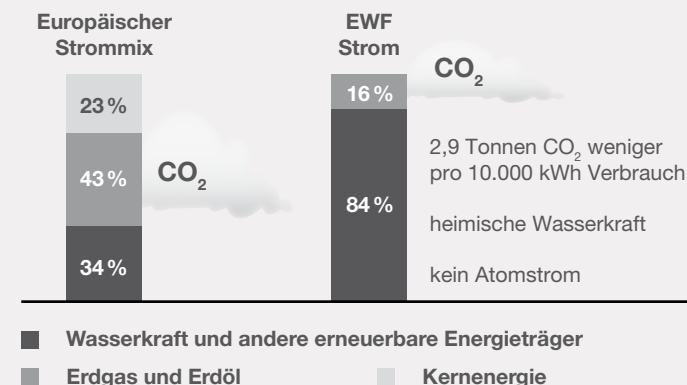 Europäischer
Strommix
23 %
43 %
34 %
CO₂
EWF
Strom
16 %
84 %
CO₂
2,9 Tonnen CO₂ weniger
pro 10.000 kWh Verbrauch
heimische Wasserkraft
kein Atomstrom
Wasserkraft und andere erneuerbare Energieträger
Erdgas und Erdöl
Kernenergie